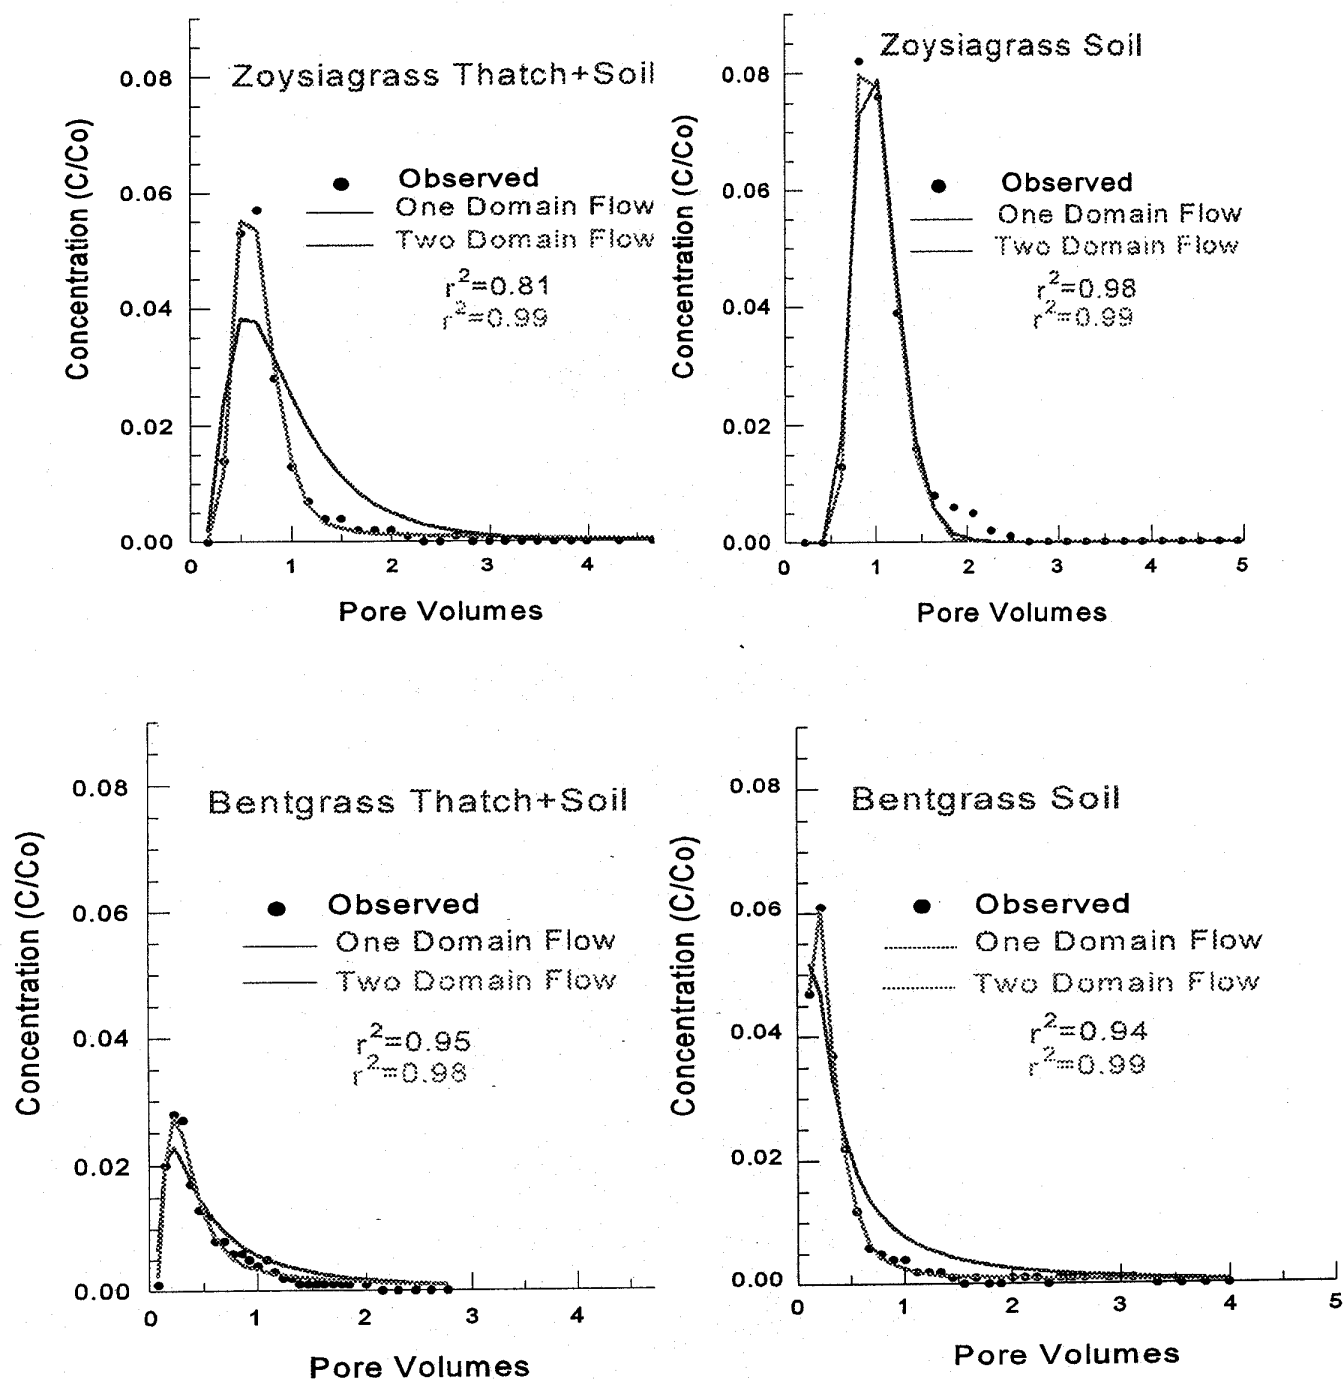 Zoysiagrass Thatch+Soil
Concentration (C/Co)
0.08
0.06
0.04
0.02
0.00
Observed
One Domain Flow
Two Domain Flow
r²=0.81
r²=0.99
0 1 2 3 4
Pore Volumes
Zoysiagrass Soil
Concentration (C/Co)
0.08
0.06
0.04
0.02
0.00
Observed
One Domain Flow
Two Domain Flow
r²=0.98
r²=0.99
0 1 2 3 4 5
Pore Volumes
Bentgrass Thatch+Soil
Concentration (C/Co)
0.08
0.06
0.04
0.02
0.00
Observed
One Domain Flow
Two Domain Flow
r²=0.95
r²=0.98
0 1 2 3 4
Pore Volumes
Bentgrass Soil
Concentration (C/Co)
0.08
0.06
0.04
0.02
0.00
Observed
One Domain Flow
Two Domain Flow
r²=0.94
r²=0.99
0 1 2 3 4 5
Pore Volumes